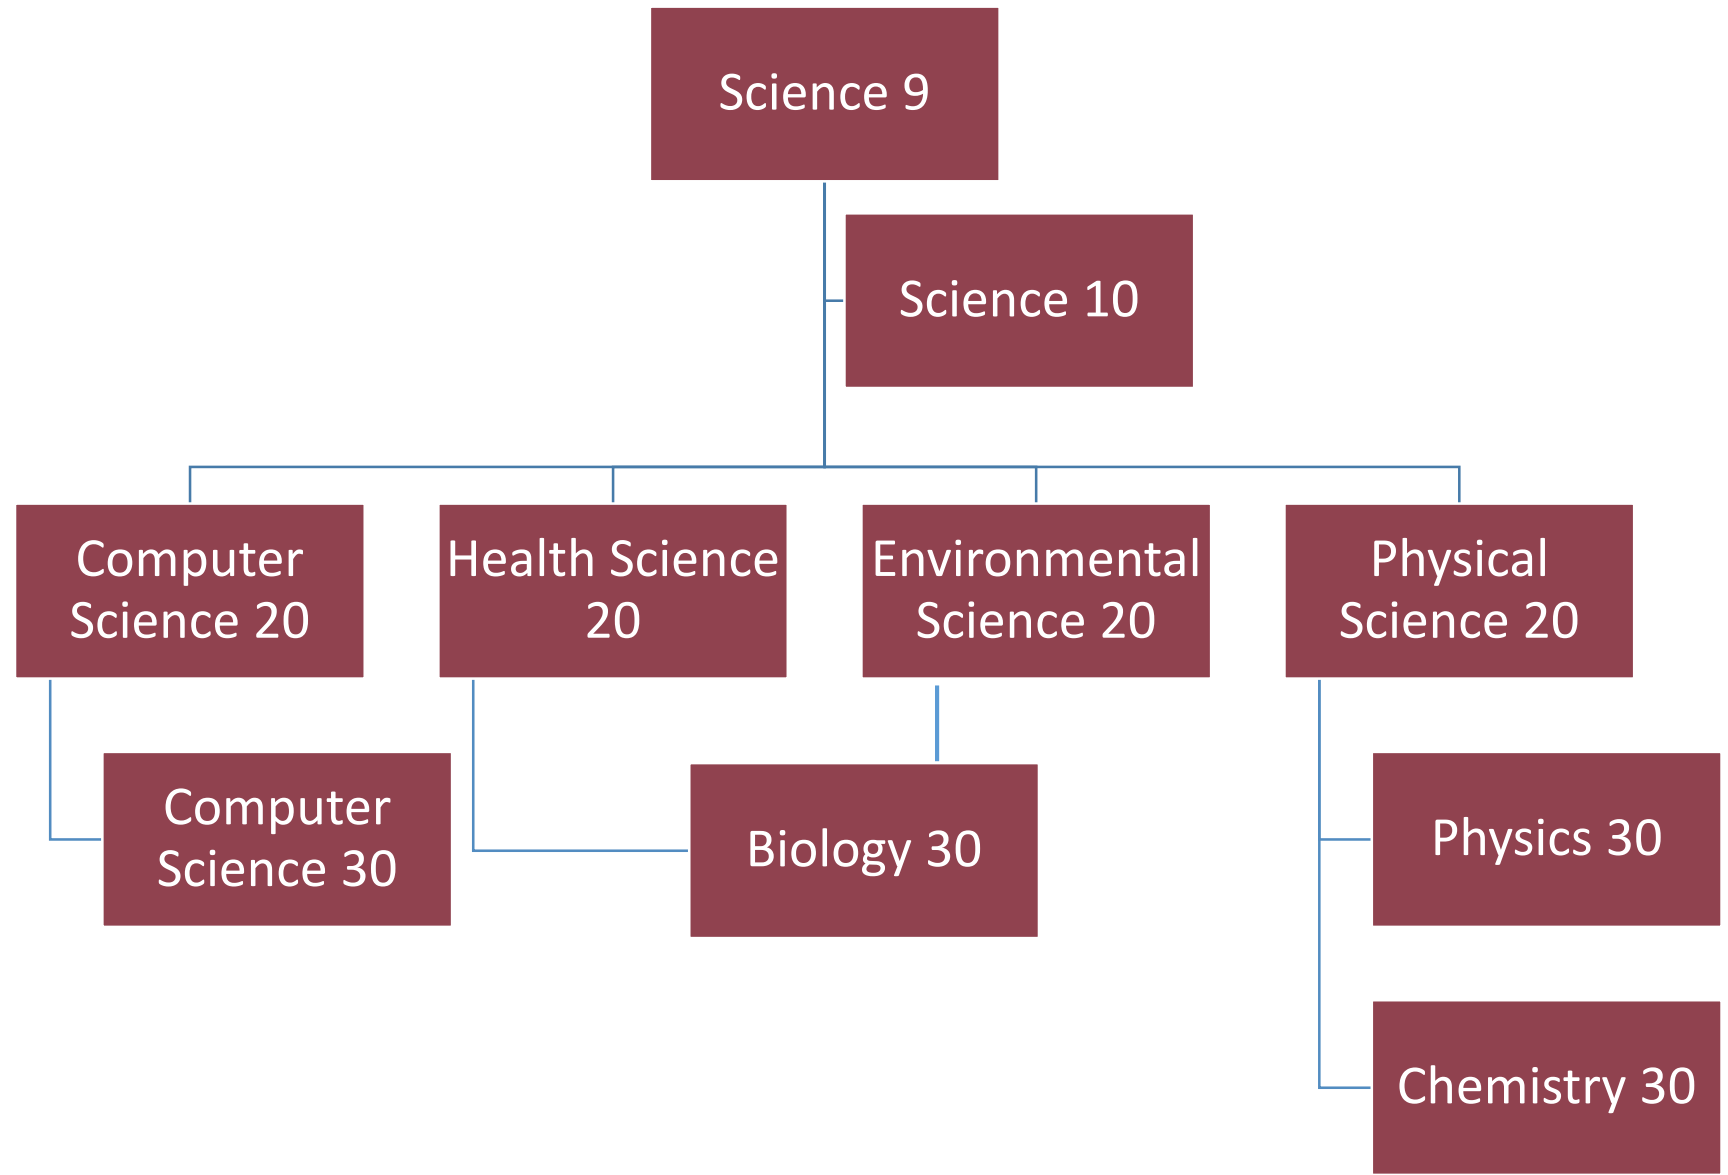 Science 9
Science 10
Computer
Science 20
Health Science
20
Environmental
Science 20
Physical
Science 20
Computer
Science 30
Biology 30
Physics 30
Chemistry 30